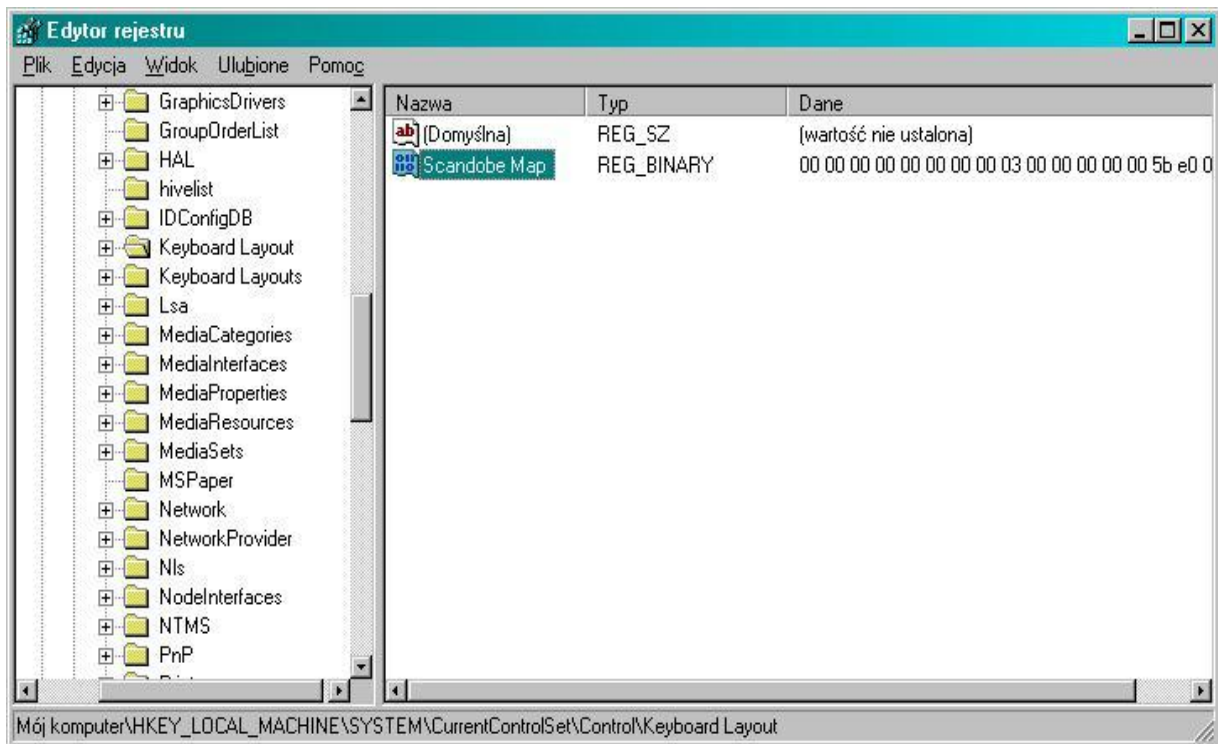 Edytor rejestru
Plik Edycja Widok Ulubione Pomoc
GraphicsDrivers
GroupOrderList
HAL
hivelist
IDConfigDB
Keyboard Layout
Keyboard Layouts
Lsa
MediaCategories
MediaInterfaces
MediaProperties
MediaResources
MediaSets
MSPaper
Network
NetworkProvider
Nls
NodeInterfaces
NTMS
PnP
Nazwa Typ Dane
(Domyślna) REG_SZ (wartość nie ustalona)
Scandobe Map REG_BINARY 00 00 00 00 00 00 00 00 03 00 00 00 00 00 5b e0 0
Mój komputer\HKEY_LOCAL_MACHINE\SYSTEM\CurrentControlSet\Control\Keyboard Layout